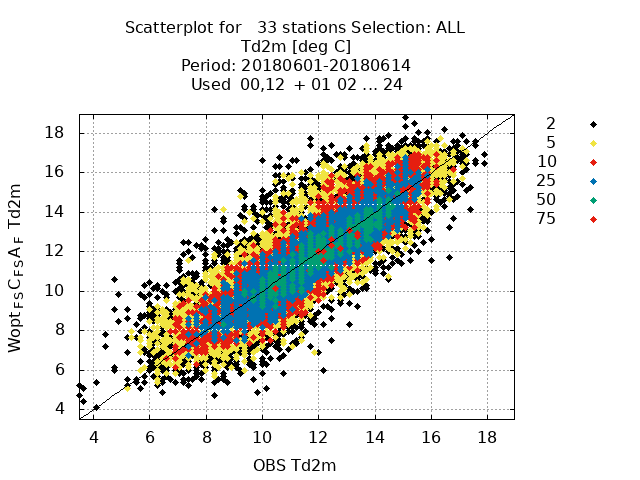 Scatterplot for   33 stations Selection: ALL
Td2m [deg C]
Period: 20180601-20180614
Used  00,12  + 01 02 ... 24
2
5
10
25
50
75
18
16
14
12
10
8
6
4
Wopt_FSC_FSA_F  Td2m
4 6 8 10 12 14 16 18
OBS Td2m